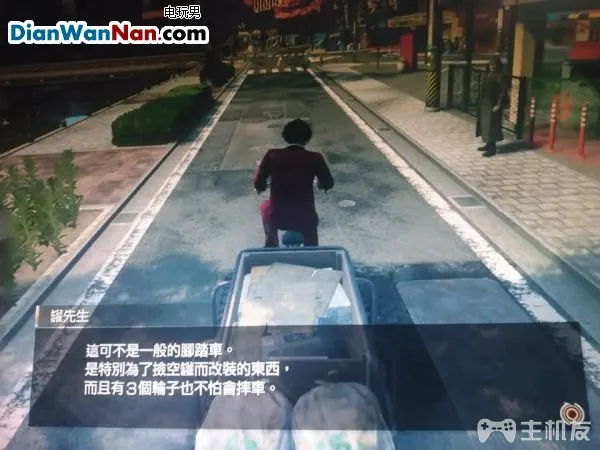 电玩男
DianWanNan.com
罐先生
這可不是一般的腳踏車。
是特別為了撿空罐而改裝的東西，
而且有3個輪子也不怕會摔車。
主机友